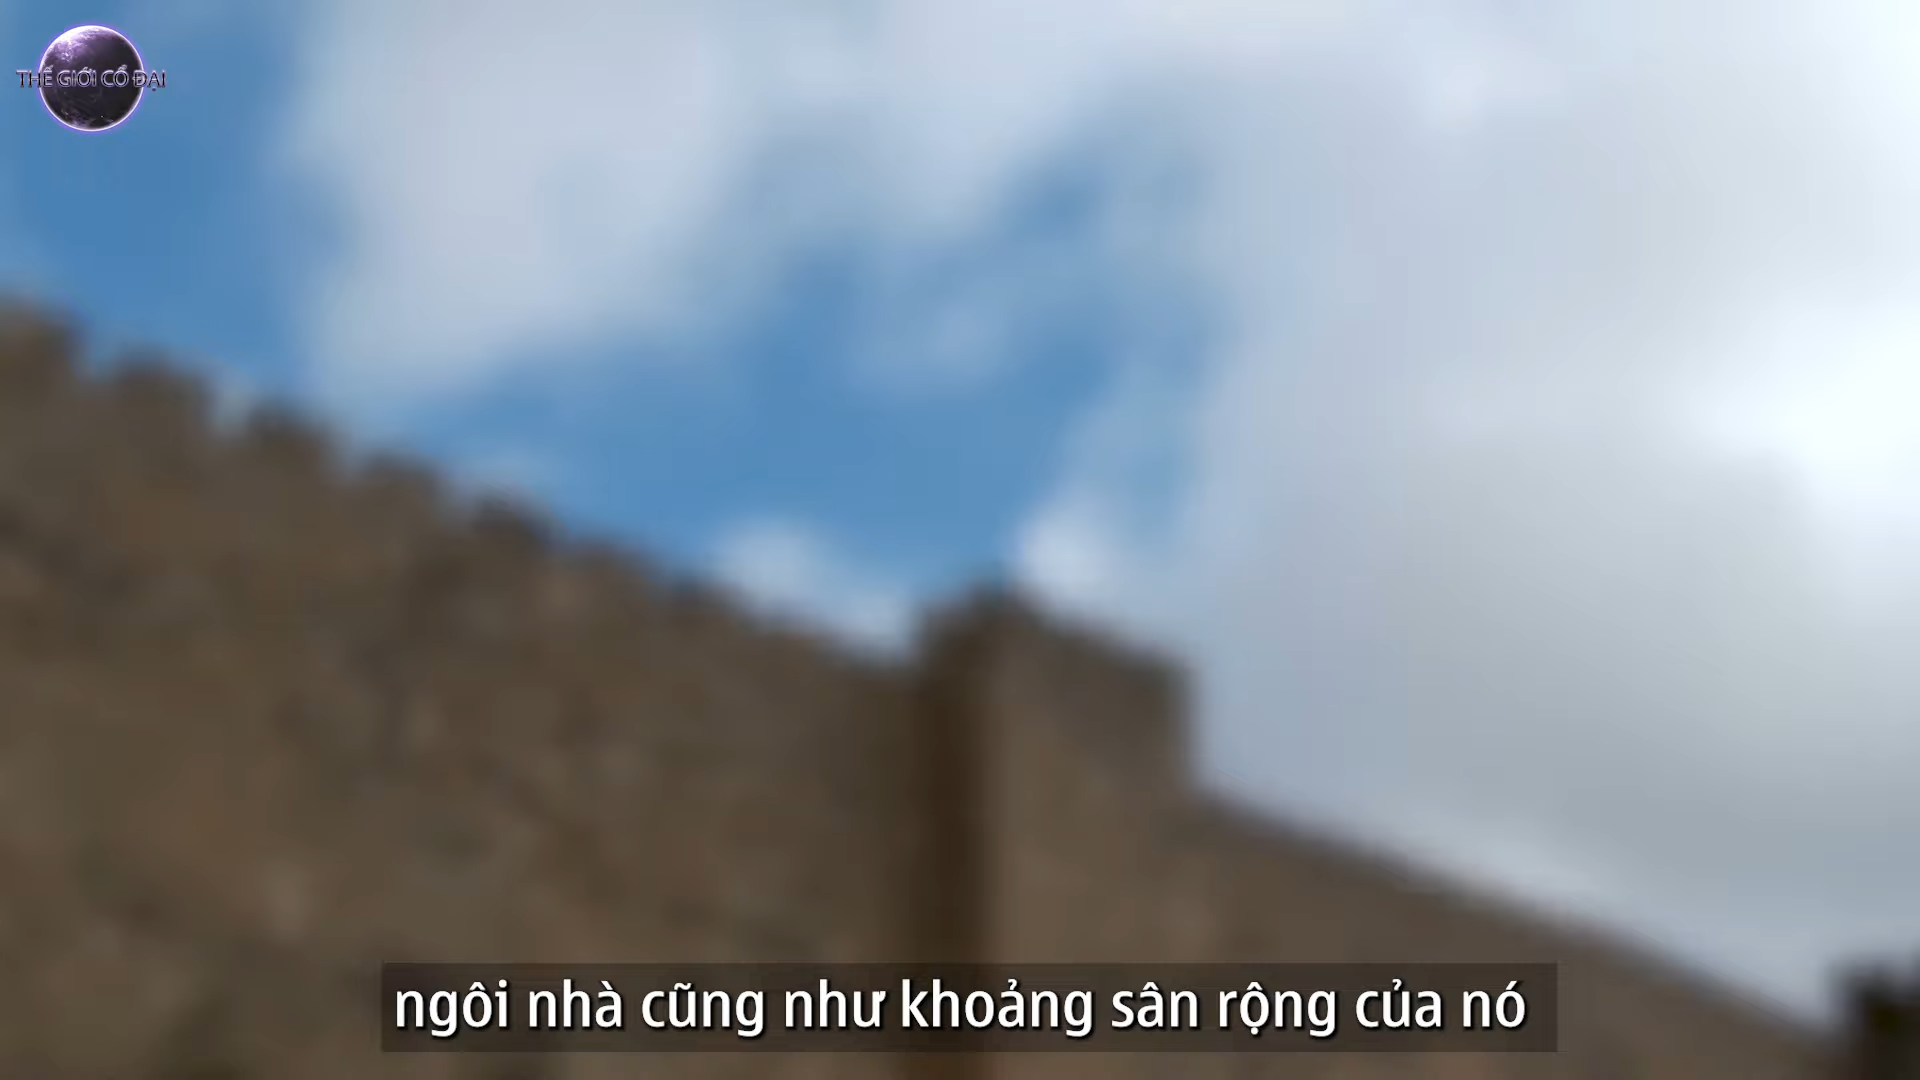 THẾ GIỚI CỔ ĐẠI
ngôi nhà cũng như khoảng sân rộng của nó